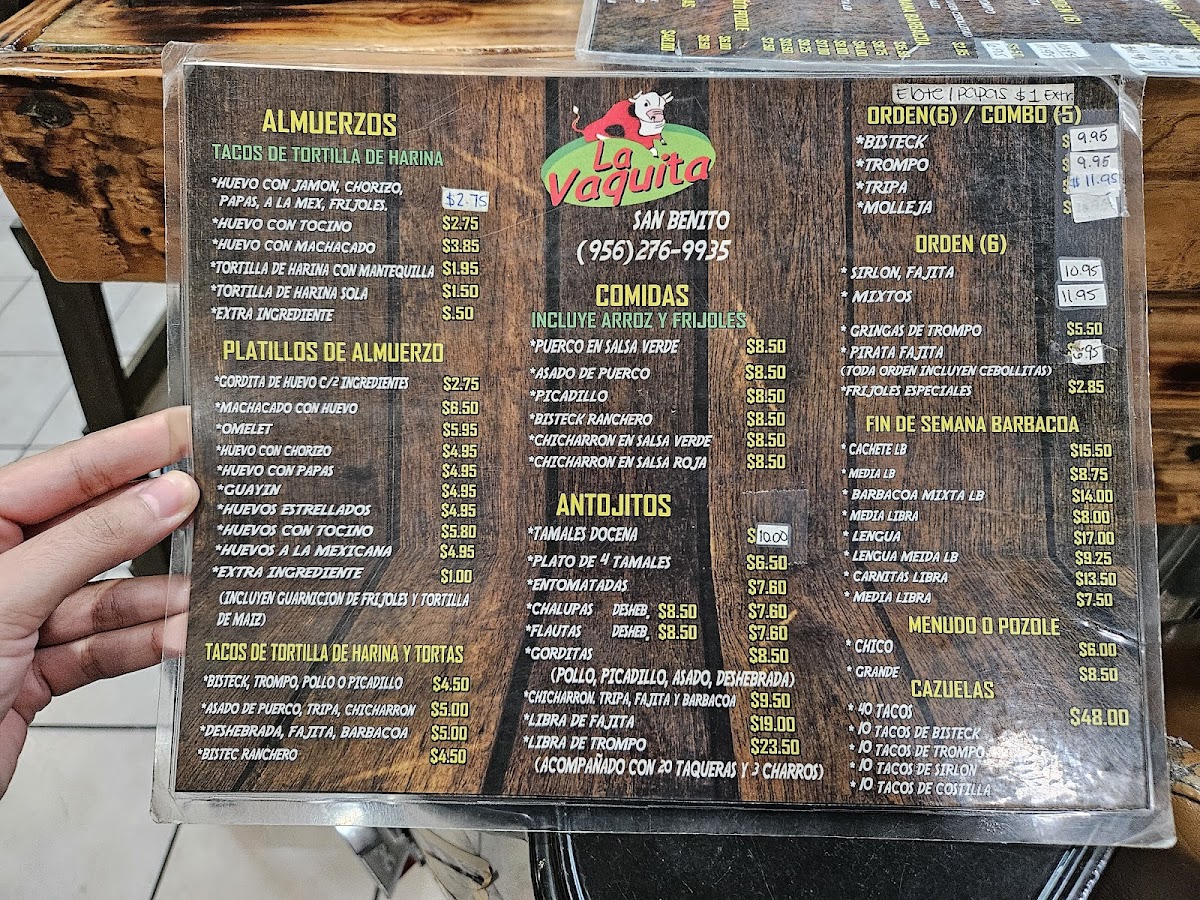 ALMUERZOS
TACOS DE TORTILLA DE HARINA
*HUEVO CON JAMON, CHORIZO, PAPAS, A LA MEX, FRIJOLES. $2.75
*HUEVO CON TOCINO $2.75
*HUEVO CON MACHACADO $3.85
*TORTILLA DE HARINA CON MANTEQUILLA $1.95
*TORTILLA DE HARINA SOLA $1.50
*EXTRA INGREDIENTE $.50
PLATILLOS DE ALMUERZO
*GORDITA DE HUEVO C/2 INGREDIENTES $2.75
*MACHACADO CON HUEVO $6.50
*OMELET $5.95
*HUEVO CON CHORIZO $4.95
*HUEVO CON PAPAS $4.95
*GUAYIN $4.95
*HUEVOS ESTRELLADOS $4.95
*HUEVOS CON TOCINO $5.80
*HUEVOS A LA MEXICANA $4.95
*EXTRA INGREDIENTE $1.00
(INCLUYEN GUARNICION DE FRIJOLES Y TORTILLA
DE MAIZ)
TACOS DE TORTILLA DE HARINA Y TORTAS
*BISTECK, TROMPO, POLLO O PICADILLO $4.50
*ASADO DE PUERCO, TRIPA, CHICHARRON $5.00
*DESHEBRADA, FAJITA, BARBACOA $5.00
*BISTEC RANCHERO $4.50
La Vaquita
SAN BENITO
(956)276-9935
COMIDAS
INCLUYE ARROZ Y FRIJOLES
*PUERCO EN SALSA VERDE $8.50
*ASADO DE PUERCO $8.50
*PICADILLO $8.50
*BISTECK RANCHERO $8.50
*CHICHARRON EN SALSA VERDE $8.50
*CHICHARRON EN SALSA ROJA $8.50
ANTOJITOS
*TAMALES DOCENA $10.00
*PLATO DE 4 TAMALES $6.50
*ENTOMATADAS $7.60
*CHALUPAS DESHEB, $8.50 $7.60
*FLAUTAS DESHEB, $8.50 $7.60
*GORDITAS $8.50
(POLLO, PICADILLO, ASADO, DESHEBRADA)
*CHICHARRON, TRIPA, FAJITA Y BARBACOA $9.50
*LIBRA DE FAJITA $19.00
*LIBRA DE TROMPO $23.50
(ACOMPAÑADO CON 20 TAQUERAS Y 3 CHARROS)
Elote/papas $1 Extr
ORDEN(6) / COMBO (5)
*BISTECK $9.95
*TROMPO 9.95
*TRIPA $11.95
*MOLLEJA $
ORDEN (6)
* SIRLON, FAJITA 10.95
* MIXTOS 11.95
* GRINGAS DE TROMPO $5.50
* PIRATA FAJITA 6.95
(TODA ORDEN INCLUYEN CEBOLLITAS)
*FRIJOLES ESPECIALES $2.85
FIN DE SEMANA BARBACOA
* CACHETE LB $15.50
* MEDIA LB $8.75
* BARBACOA MIXTA LB $14.00
* MEDIA LIBRA $8.00
* LENGUA $17.00
* LENGUA MEIDA LB $9.25
* CARNITAS LIBRA $13.50
* MEDIA LIBRA $7.50
MENUDO O POZOLE
* CHICO $6.00
* GRANDE $8.50
CAZUELAS
* 40 TACOS $48.00
* 10 TACOS DE BISTECK
* 10 TACOS DE TROMPO
* 10 TACOS DE SIRLON
* 10 TACOS DE COSTILLA